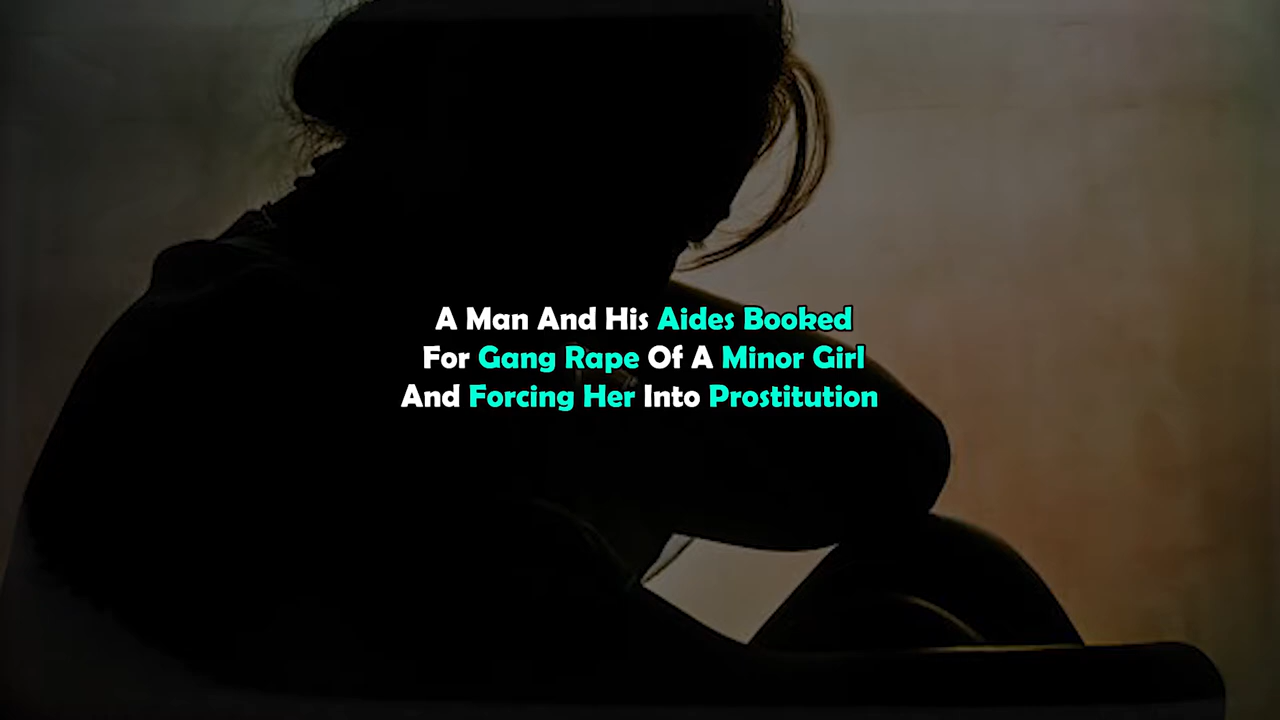 A Man And His Aides Booked
For Gang Rape Of A Minor Girl
And Forcing Her Into Prostitution